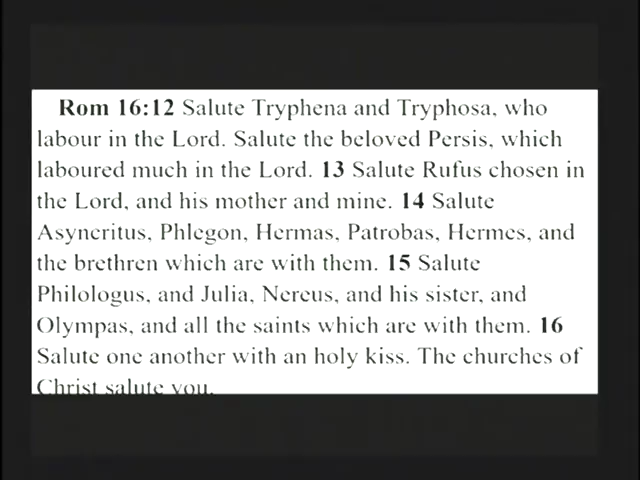 Rom 16:12 Salute Tryphena and Tryphosa, who
labour in the Lord. Salute the beloved Persis, which
laboured much in the Lord. 13 Salute Rufus chosen in
the Lord, and his mother and mine. 14 Salute
Asyncritus, Phlegon, Hermas, Patrobas, Hermes, and
the brethren which are with them. 15 Salute
Philologus, and Julia, Nereus, and his sister, and
Olympas, and all the saints which are with them. 16
Salute one another with an holy kiss. The churches of
Christ salute you.